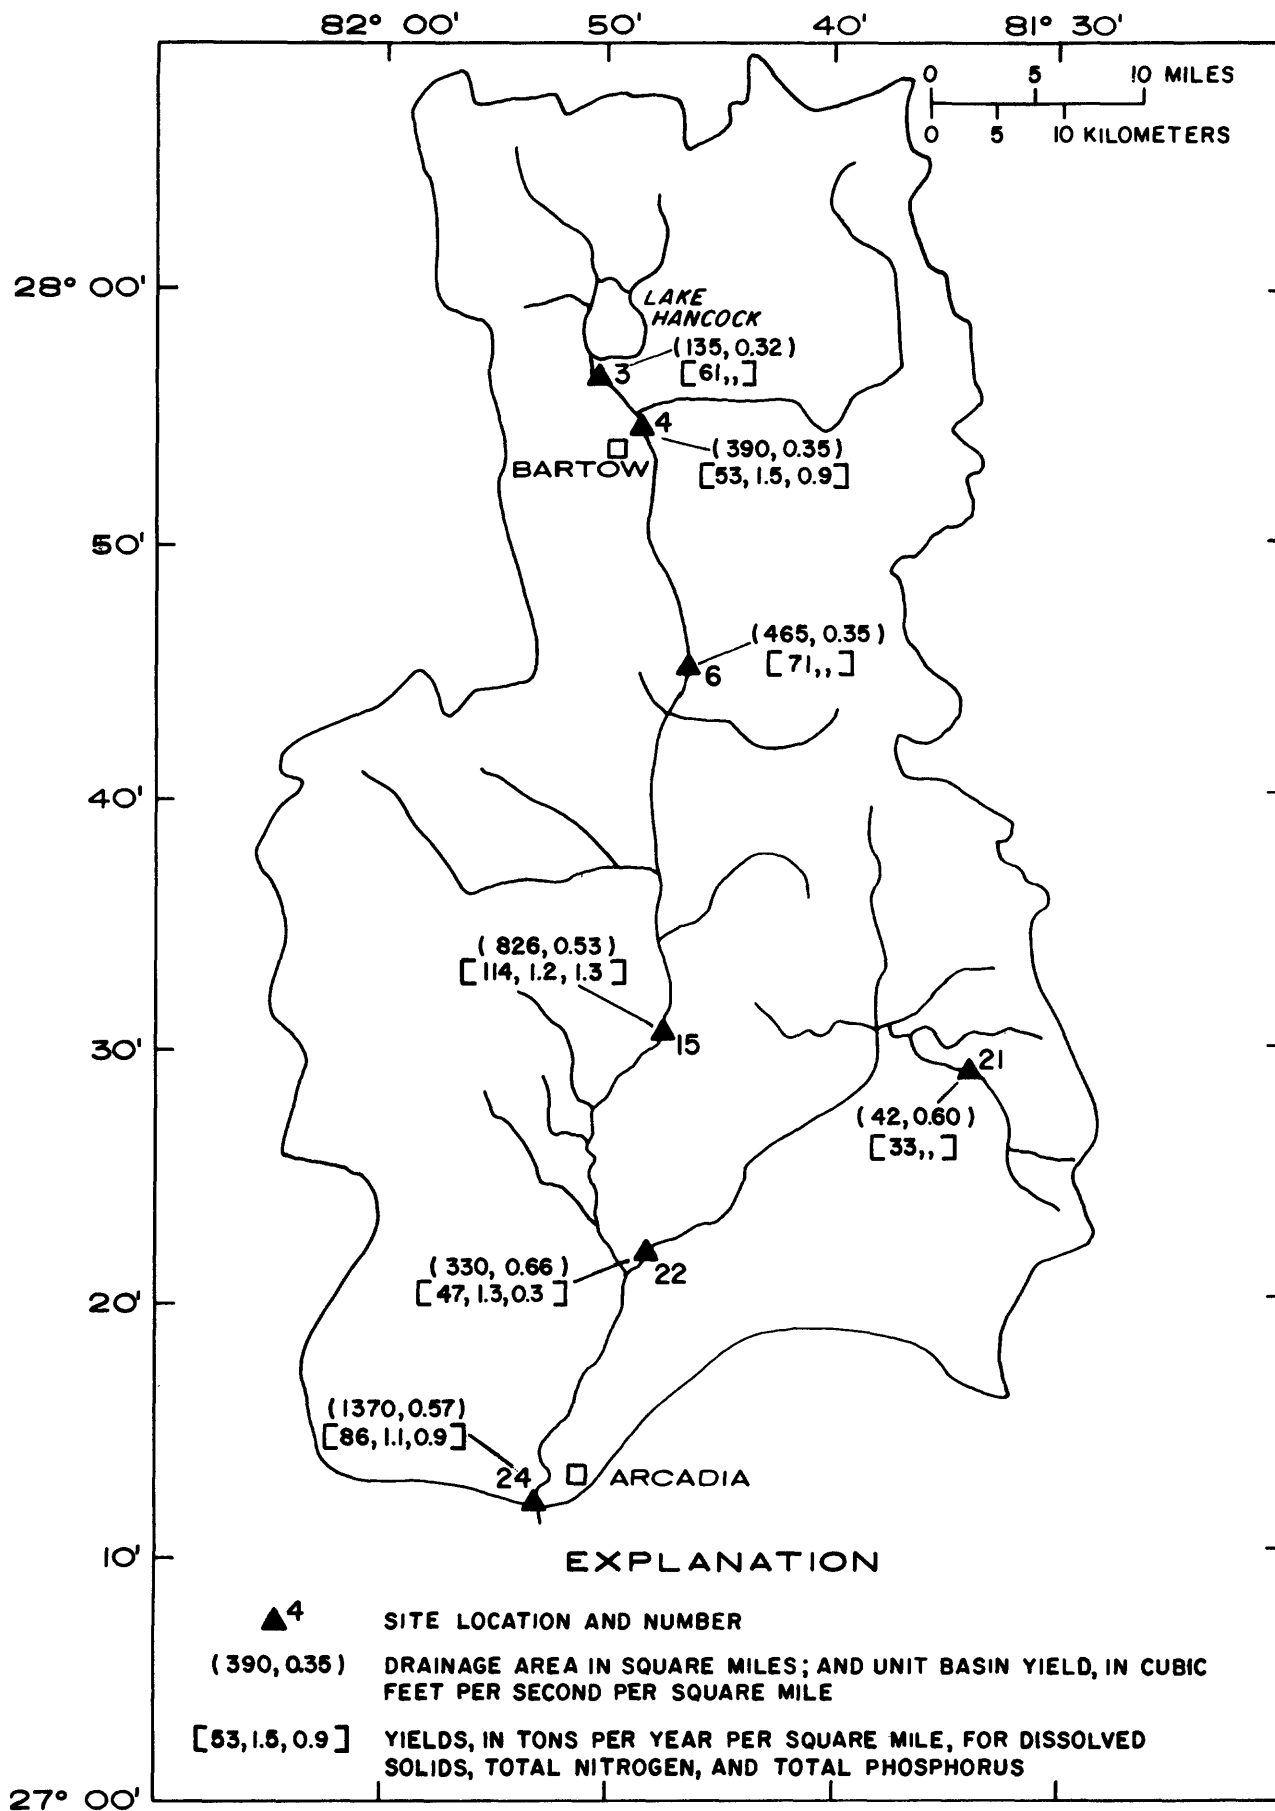 82° 00' 50' 40' 81° 30'
0 5 10 MILES
0 5 10 KILOMETERS
28° 00'
LAKE
HANCOCK
(135, 0.32)
3 [61,,]
4
(390, 0.35)
BARTOW [53, 1.5, 0.9]
50'
(465, 0.35)
6 [71,,]
40'
(826, 0.53)
[114, 1.2, 1.3]
30' 15 21
(42, 0.60)
[33,,]
(330, 0.66) 22
[47, 1.3, 0.3]
20'
(1370, 0.57)
[86, 1.1, 0.9]
24 ARCADIA
10' EXPLANATION
4 SITE LOCATION AND NUMBER
(390, 0.35) DRAINAGE AREA IN SQUARE MILES; AND UNIT BASIN YIELD, IN CUBIC
FEET PER SECOND PER SQUARE MILE
[53, 1.5, 0.9] YIELDS, IN TONS PER YEAR PER SQUARE MILE, FOR DISSOLVED
SOLIDS, TOTAL NITROGEN, AND TOTAL PHOSPHORUS
27° 00'